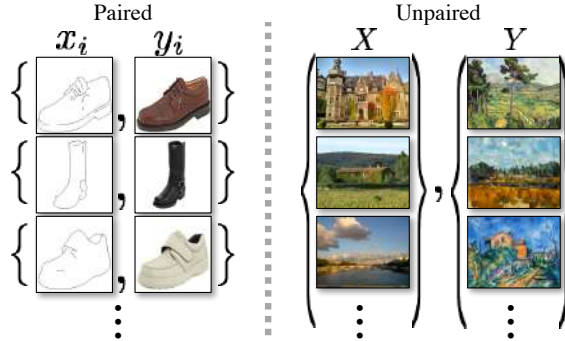 Paired
Unpaired
x_i y_i
X Y
{ , }
{ , }
{ , }
{ } , { }
⋮
⋮ ⋮